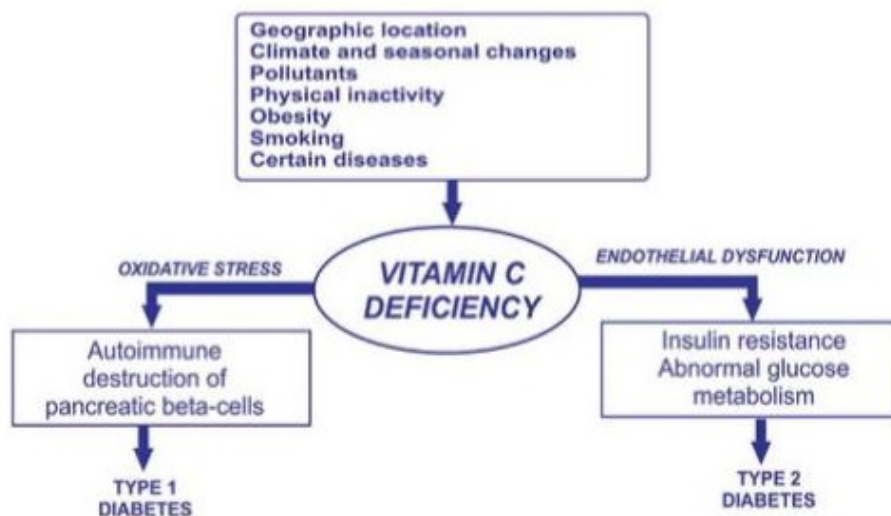 Geographic location
Climate and seasonal changes
Pollutants
Physical inactivity
Obesity
Smoking
Certain diseases
OXIDATIVE STRESS
VITAMIN C
DEFICIENCY
ENDOTHELIAL DYSFUNCTION
Autoimmune
destruction of
pancreatic beta-cells
Insulin resistance
Abnormal glucose
metabolism
TYPE 1
DIABETES
TYPE 2
DIABETES